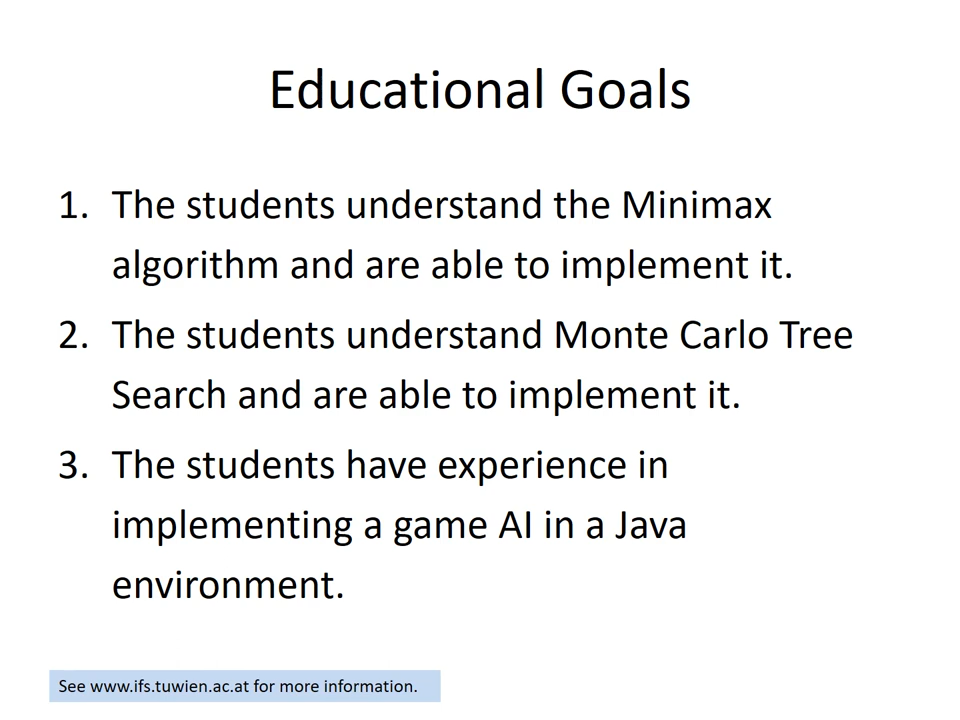 Educational Goals
1. The students understand the Minimax
algorithm and are able to implement it.
2. The students understand Monte Carlo Tree
Search and are able to implement it.
3. The students have experience in
implementing a game AI in a Java
environment.
See www.ifs.tuwien.ac.at for more information.